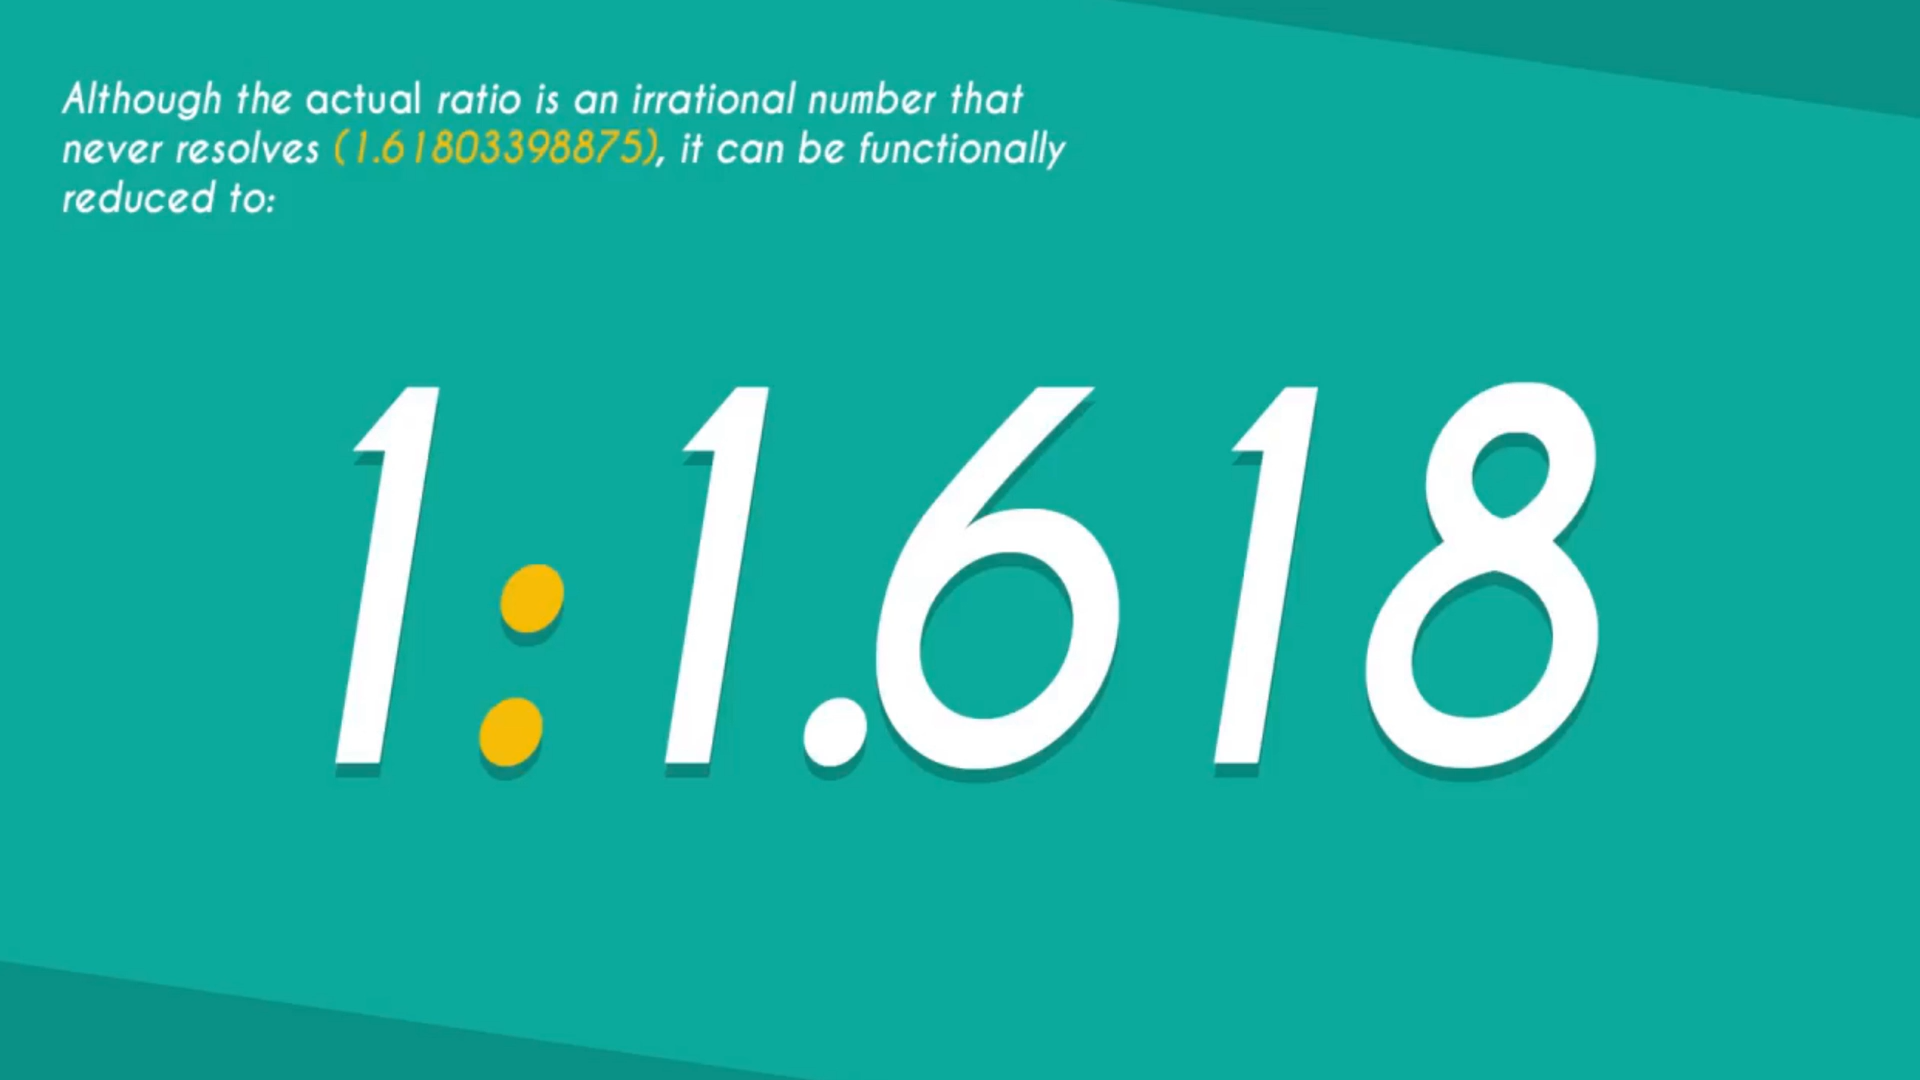 Although the actual ratio is an irrational number that
never resolves (1.61803398875), it can be functionally
reduced to:
1:1.618